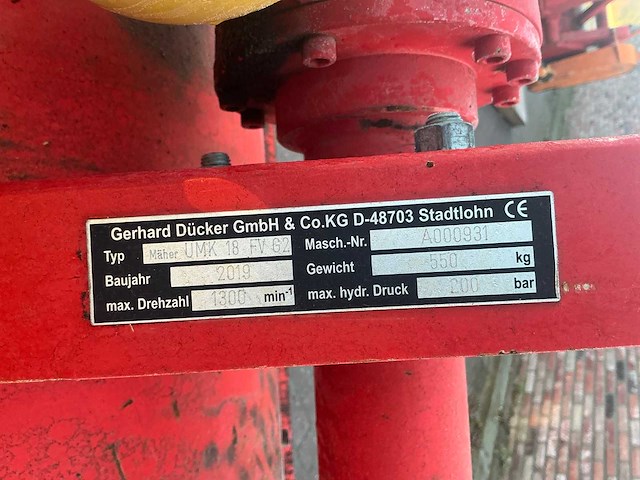 Gerhard Dücker GmbH & Co.KG D-48703 Stadtlohn CE
Typ Mäher UMK 18 FV G2 Masch.-Nr. A000931
Baujahr 2019 Gewicht 550 kg
max. Drehzahl 1300 min⁻¹ max. hydr. Druck 200 bar